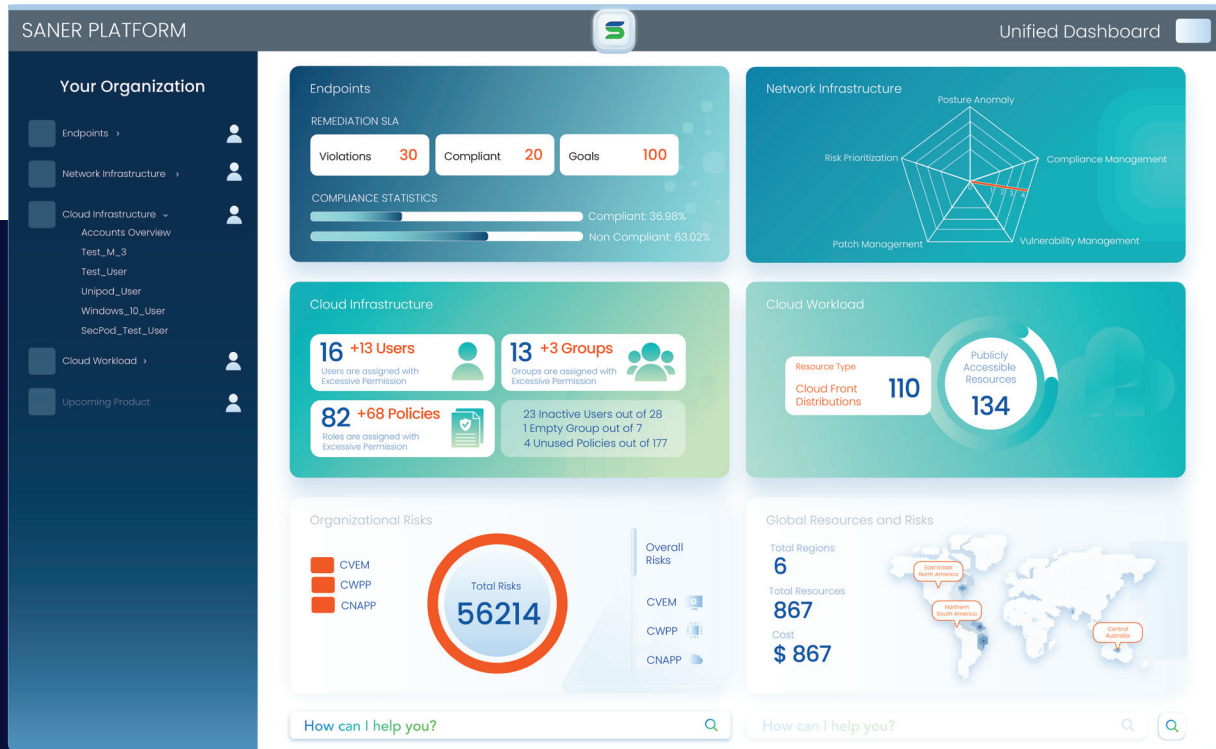 SANER PLATFORM
Unified Dashboard
Your Organization
Endpoints ›
Network Infrastructure ›
Cloud Infrastructure ⌄
Accounts Overview
Test_M_3
Test_User
Unipod_User
Windows_10_User
SecPod_Test_User
Cloud Workload ›
Upcoming Product
Endpoints
REMEDIATION SLA
Violations 30
Compliant 20
Goals 100
COMPLIANCE STATISTICS
Compliant: 36.98%
Non Compliant: 63.02%
Network Infrastructure
Posture Anomaly
Risk Prioritization
Compliance Management
0 1 2 3 4
Patch Management
Vulnerability Management
Cloud Infrastructure
16 +13 Users
Users are assigned with
Excessive Permission
13 +3 Groups
Groups are assigned with
Excessive Permission
82 +68 Policies
Roles are assigned with
Excessive Permission
23 Inactive Users out of 28
1 Empty Group out of 7
4 Unused Policies out of 177
Cloud Workload
Resource Type
Cloud Front
Distributions
110
Publicly
Accessible
Resources
134
Organizational Risks
CVEM
CWPP
CNAPP
Total Risks
56214
Overall
Risks
CVEM
CWPP
CNAPP
Global Resources and Risks
Total Regions
6
Total Resources
867
Cost
$ 867
East coast
North America
Northern
South America
Central
Australia
How can I help you?
How can I help you?